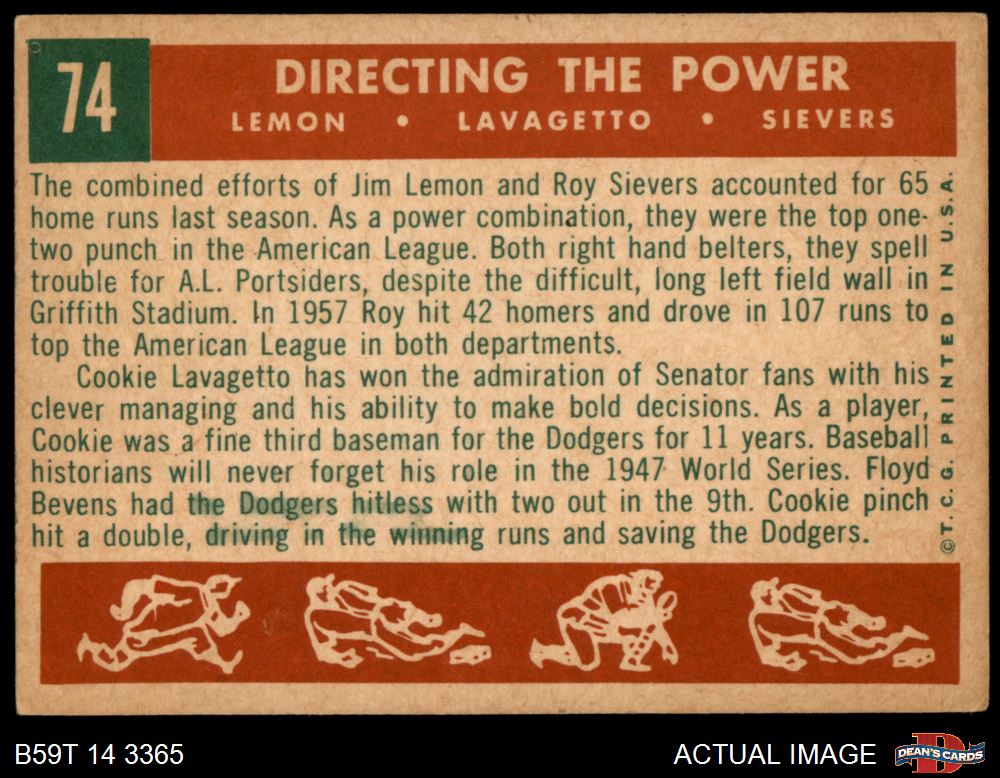 74
DIRECTING THE POWER
LEMON • LAVAGETTO • SIEVERS
The combined efforts of Jim Lemon and Roy Sievers accounted for 65
home runs last season. As a power combination, they were the top one-
two punch in the American League. Both right hand belters, they spell
trouble for A.L. Portsiders, despite the difficult, long left field wall in
Griffith Stadium. In 1957 Roy hit 42 homers and drove in 107 runs to
top the American League in both departments.
Cookie Lavagetto has won the admiration of Senator fans with his
clever managing and his ability to make bold decisions. As a player,
Cookie was a fine third baseman for the Dodgers for 11 years. Baseball
historians will never forget his role in the 1947 World Series. Floyd
Bevens had the Dodgers hitless with two out in the 9th. Cookie pinch
hit a double, driving in the winning runs and saving the Dodgers.
©T.C.G. PRINTED IN U.S.A.
B59T 14 3365
ACTUAL IMAGE
DEAN'S CARDS